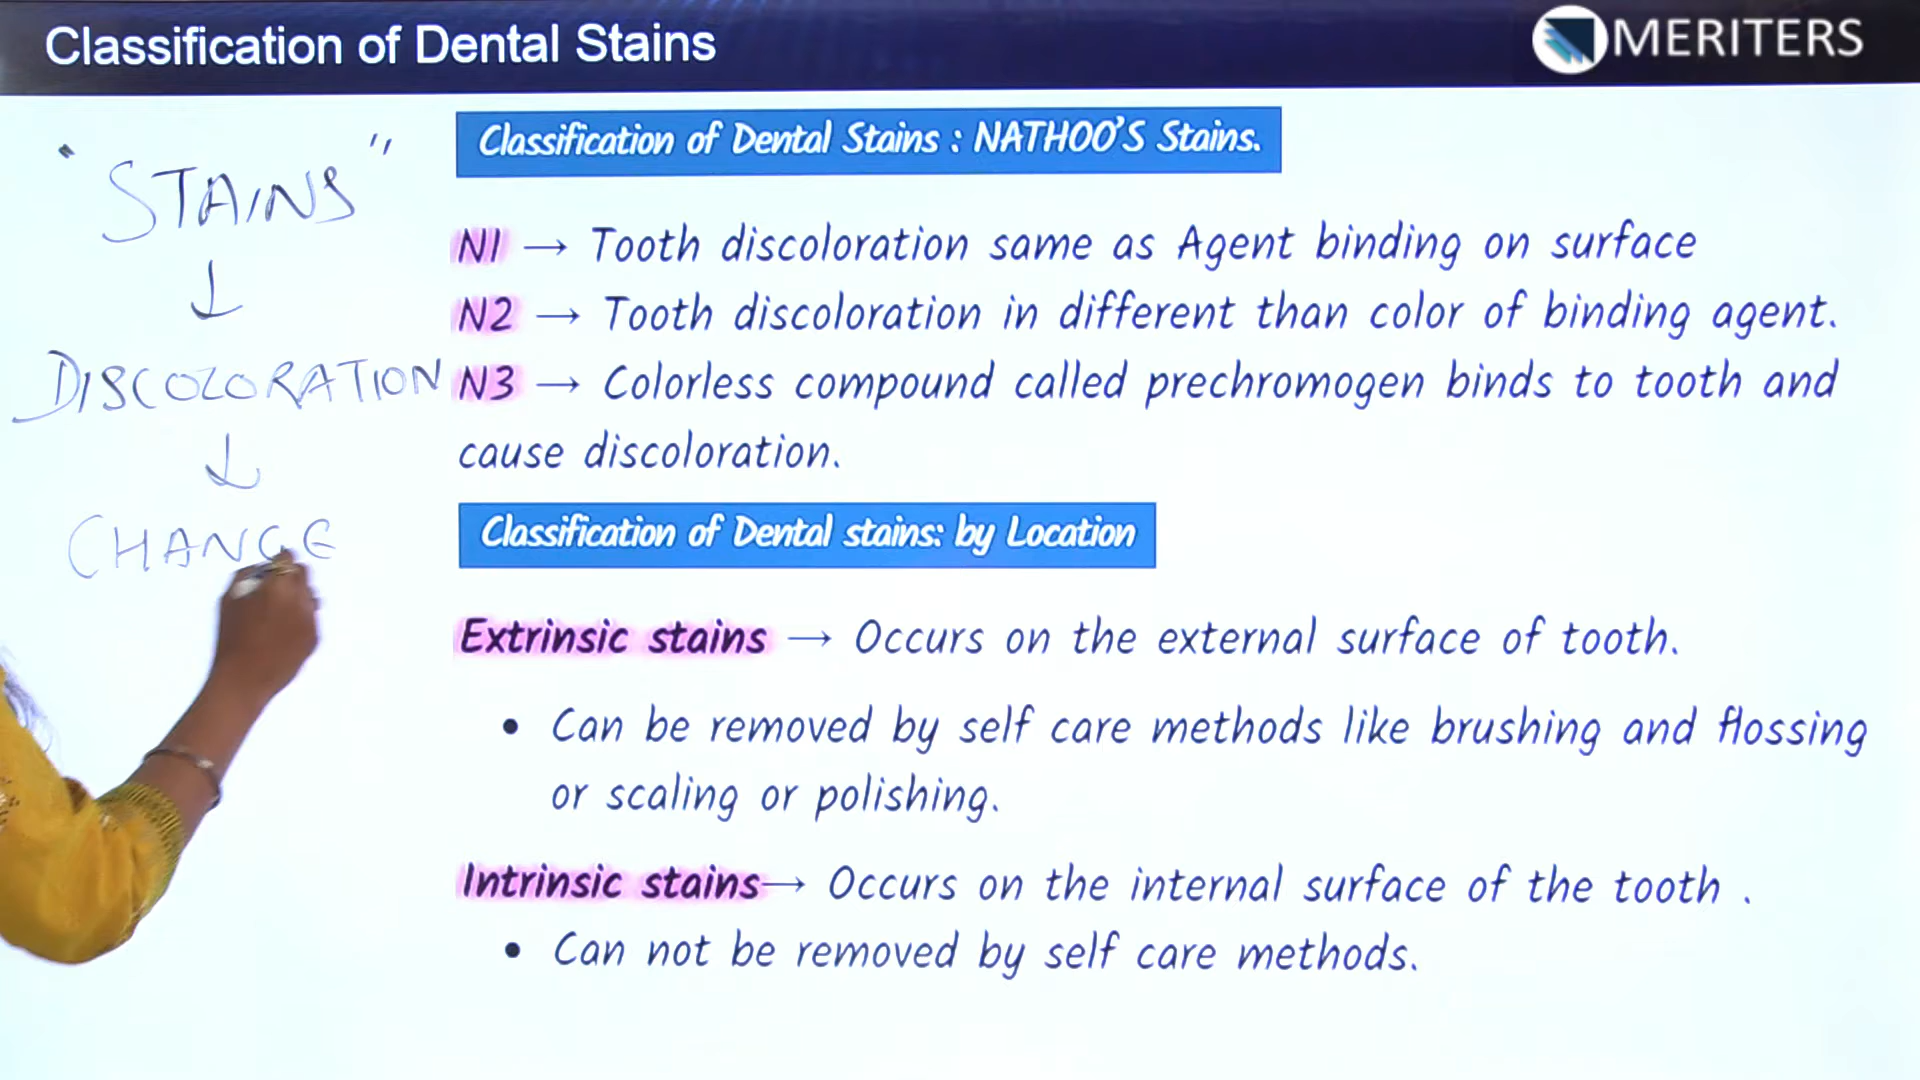 Classification of Dental Stains
MERITERS
"STAINS"
↓
DISCOLORATION
↓
CHANGE
Classification of Dental Stains : NATHOO'S Stains.
N1 → Tooth discoloration same as Agent binding on surface
N2 → Tooth discoloration in different than color of binding agent.
N3 → Colorless compound called prechromogen binds to tooth and
cause discoloration.
Classification of Dental stains: by Location
Extrinsic stains → Occurs on the external surface of tooth.
• Can be removed by self care methods like brushing and flossing
or scaling or polishing.
Intrinsic stains→ Occurs on the internal surface of the tooth .
• Can not be removed by self care methods.